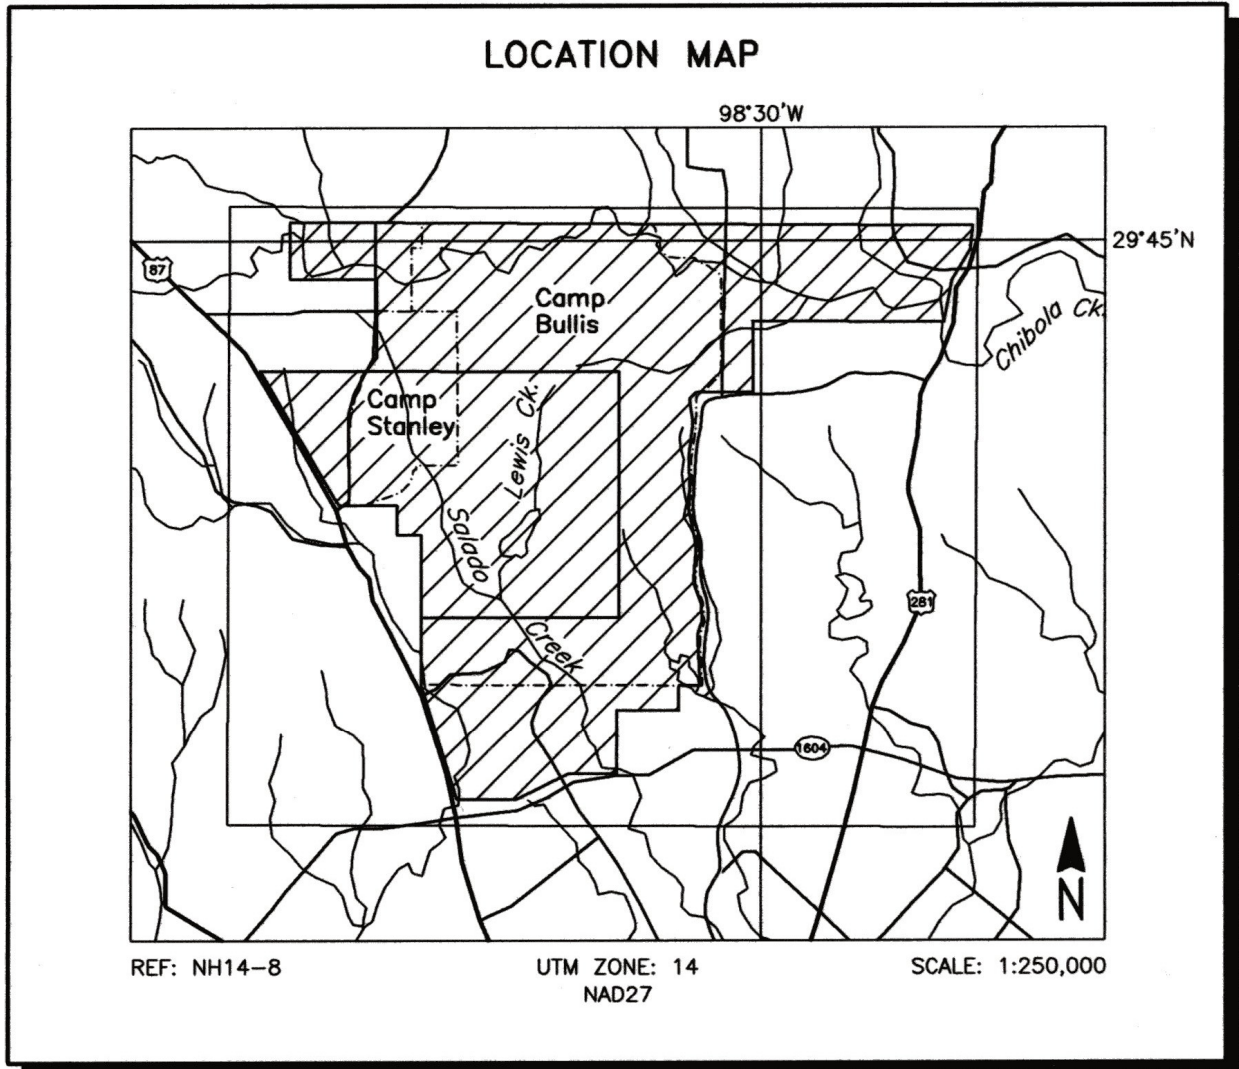 LOCATION MAP
98°30'W
29°45'N
87
Camp
Bullis
Chibola Ck.
Camp
Stanley
Lewis Ck.
Salado
Creek
281
1604
N
REF: NH14-8
UTM ZONE: 14
SCALE: 1:250,000
NAD27